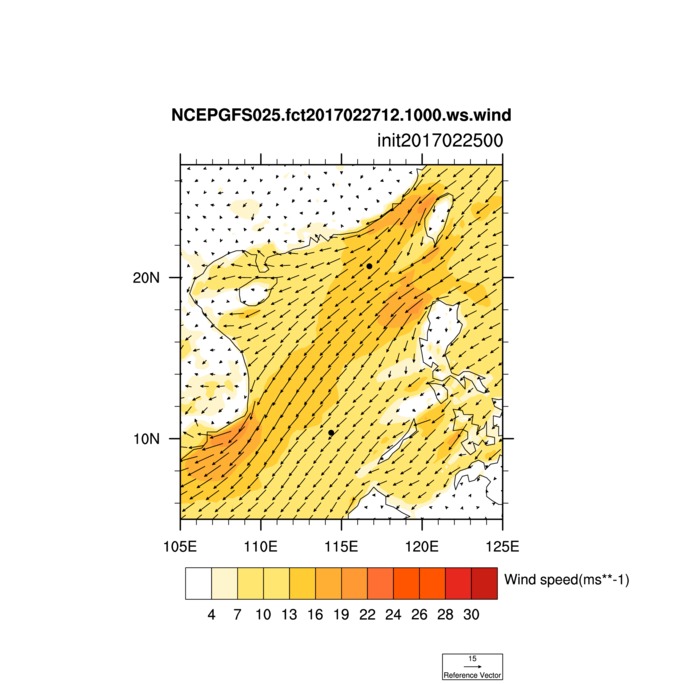 NCEPGFS025.fct2017022712.1000.ws.wind
init2017022500
20N
10N
105E 110E 115E 120E 125E
Wind speed(ms**-1)
4 7 10 13 16 19 22 24 26 28 30
15
Reference Vector